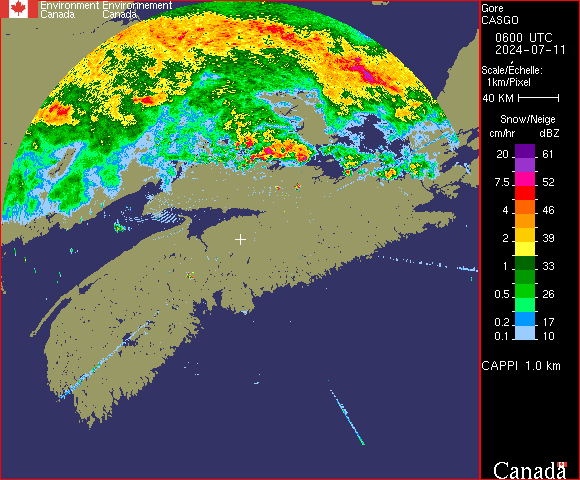 Environment Environnement
Canada Canada
Gore
CASGO
0600 UTC
2024-07-11
Scale/Échelle:
1km/Pixel
40 KM
Snow/Neige
cm/hr dBZ
20 61
7.5 52
4 46
2 39
1 33
0.5 26
0.2 17
0.1 10
CAPPI 1.0 km
Canada